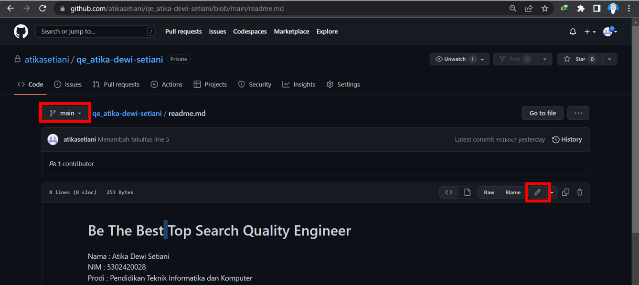 github.com/atikasetiani/qe_atika-dewi-setiani/blob/main/readme.md
Search or jump to... /
Pull requests Issues Codespaces Marketplace Explore
atikasetiani / qe_atika-dewi-setiani Private
Unwatch 1 Fork Star 0
Code Issues Pull requests Actions Projects Security Insights Settings
main qe_atika-dewi-setiani / readme.md Go to file ...
atikasetiani Menambah fakultas line 5 Latest commit yesterday History
1 contributor
8 lines (8 sloc) 253 Bytes Raw Blame
Be The Best Top Search Quality Engineer
Nama : Atika Dewi Setiani
NIM : 5302420028
Prodi : Pendidikan Teknik Informatika dan Komputer